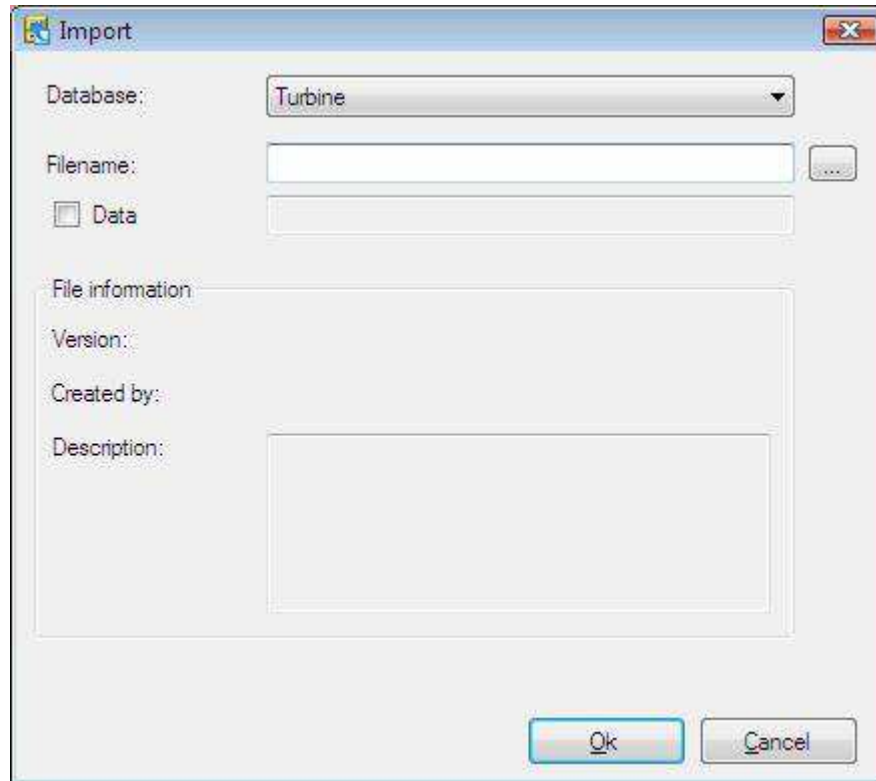 Import
Database: Turbine
Filename: ...
Data
File information
Version:
Created by:
Description:
Ok Cancel